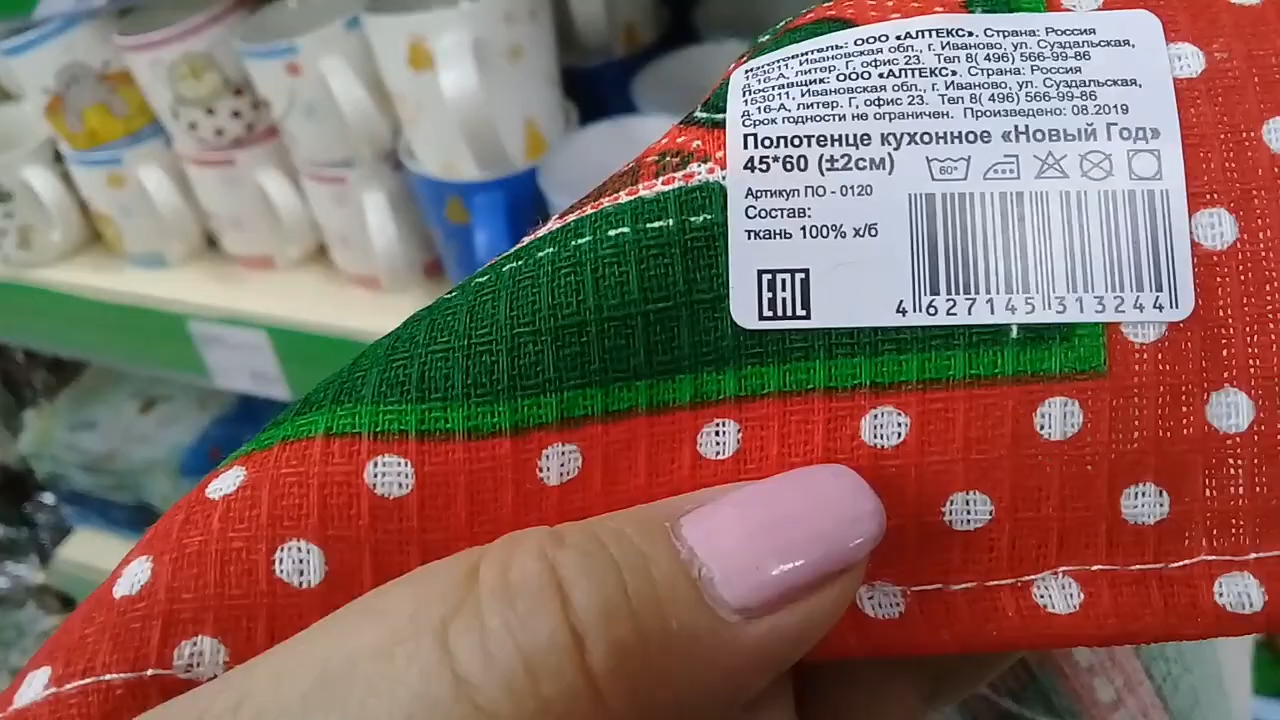 Изготовитель: ООО «АЛТЕКС». Страна: Россия
153011, Ивановская обл., г. Иваново, ул. Суздальская,
д. 16-А, литер. Г, офис 23. Тел 8( 496) 566-99-86
Поставщик: ООО «АЛТЕКС». Страна: Россия
153011, Ивановская обл., г. Иваново, ул. Суздальская,
д. 16-А, литер. Г, офис 23. Тел 8( 496) 566-99-86
Срок годности не ограничен. Произведено: 08.2019
Полотенце кухонное «Новый Год»
45*60 (±2см)
60°
Артикул ПО - 0120
Состав:
ткань 100% х/б
EAC
4 627145 313244